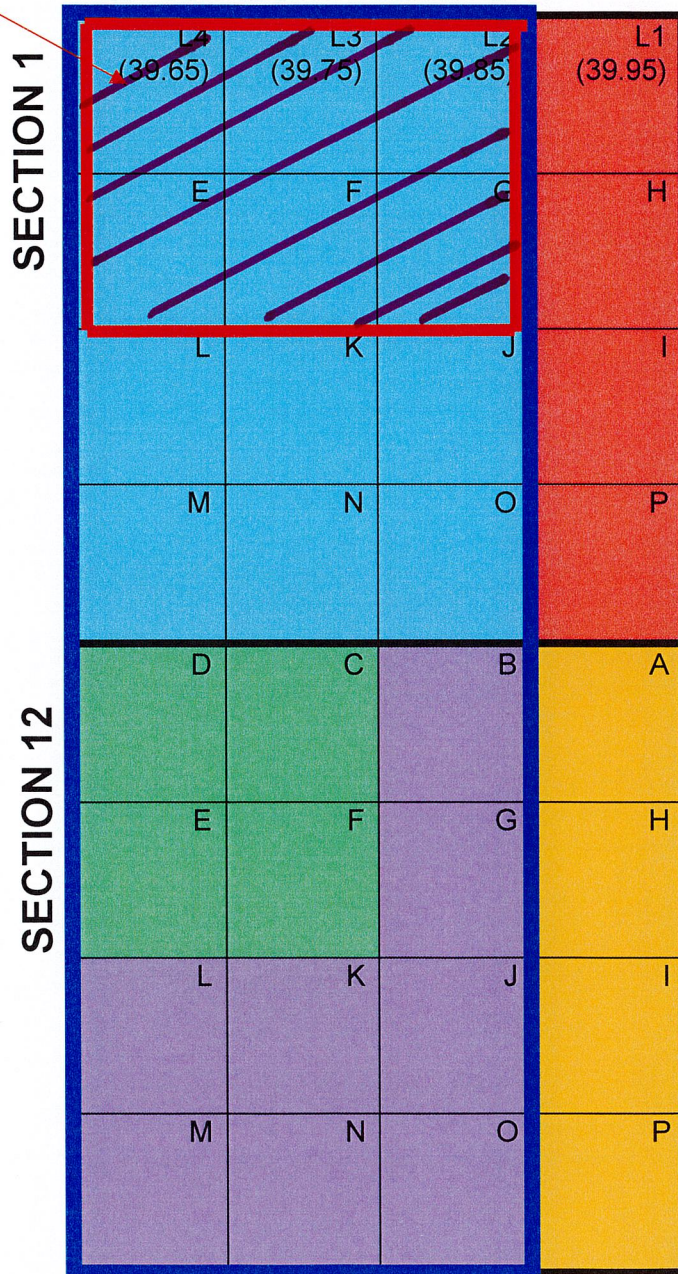 SECTION 1
L4 L3 L2 L1
(39.65) (39.75) (39.85) (39.95)
E F G H
L K J I
M N O P
SECTION 12
D C B A
E F G H
L K J I
M N O P